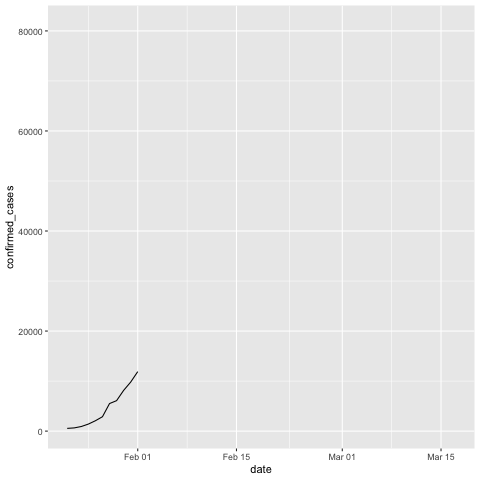 80000
60000
40000
20000
0
confirmed_cases
Feb 01
Feb 15
Mar 01
Mar 15
date